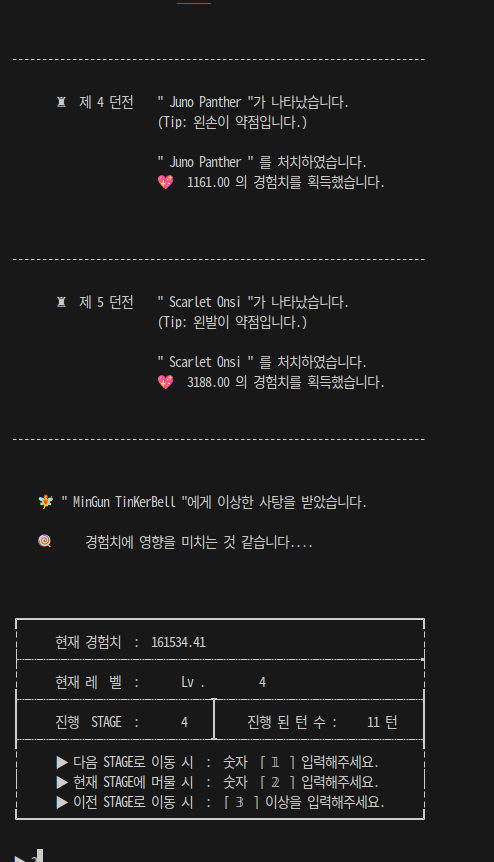 ♜ 제 4 던전 " Juno Panther "가 나타났습니다.
(Tip: 왼손이 약점입니다.)
" Juno Panther " 를 처치하였습니다.
💖 1161.00 의 경험치를 획득했습니다.
♜ 제 5 던전 " Scarlet Onsi "가 나타났습니다.
(Tip: 왼발이 약점입니다.)
" Scarlet Onsi " 를 처치하였습니다.
💖 3188.00 의 경험치를 획득했습니다.
🧚 " MinGun TinKerBell "에게 이상한 사탕을 받았습니다.
🍭 경험치에 영향을 미치는 것 같습니다....
현재 경험치 : 161534.41
현재 레 벨 : Lv . 4
진행 STAGE : 4 진행 된 턴 수 : 11 턴
▶ 다음 STAGE로 이동 시 : 숫자 「 1 」 입력해주세요.
▶ 현재 STAGE에 머물 시 : 숫자 「 2 」 입력해주세요.
▶ 이전 STAGE로 이동 시 : 「 3 」 이상을 입력해주세요.
▶